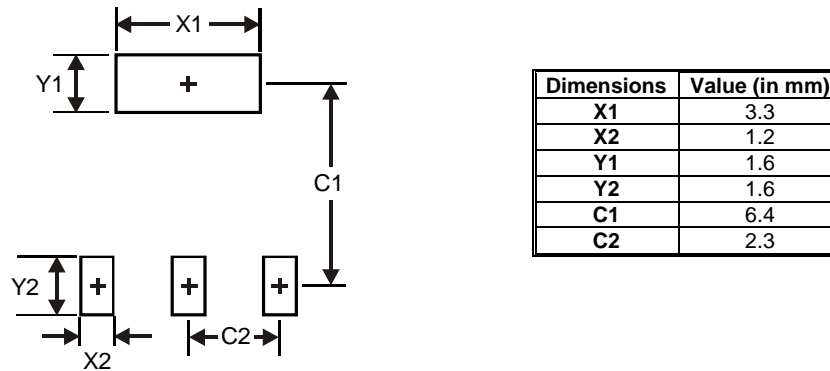 X1
Y1
C1
Y2
C2
X2
Dimensions Value (in mm)
X1 3.3
X2 1.2
Y1 1.6
Y2 1.6
C1 6.4
C2 2.3